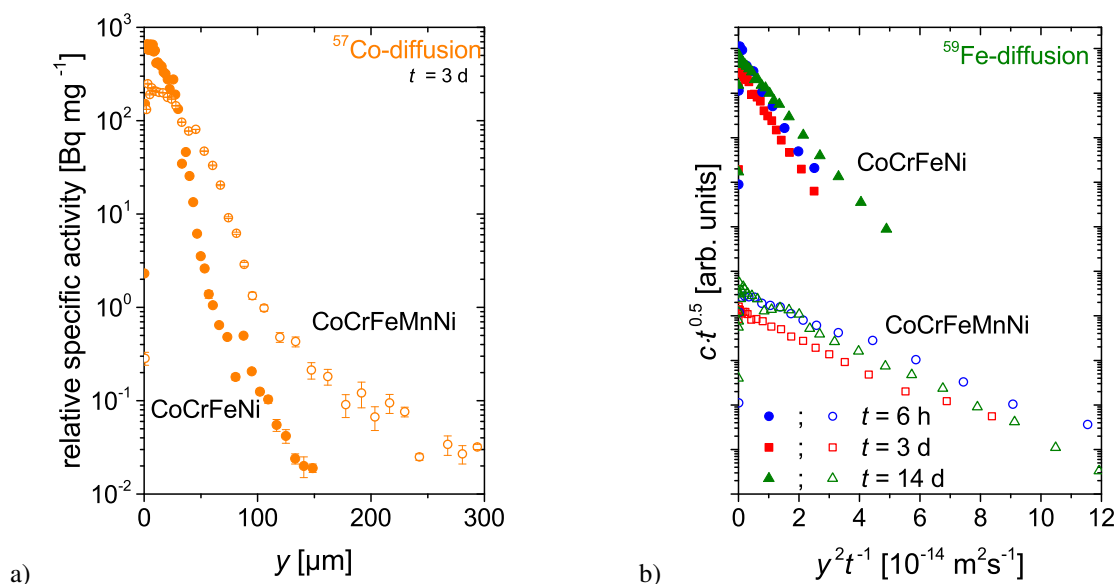 10³
10²
10¹
10⁰
10⁻¹
10⁻²
relative specific activity [Bq mg⁻¹]
⁵⁷Co-diffusion
t = 3 d
CoCrFeMnNi
CoCrFeNi
0 100 200 300
y [µm]
a)
c·t⁰·⁵ [arb. units]
⁵⁹Fe-diffusion
CoCrFeNi
CoCrFeMnNi
; t = 6 h
; t = 3 d
; t = 14 d
0 2 4 6 8 10 12
y²t⁻¹ [10⁻¹⁴ m²s⁻¹]
b)